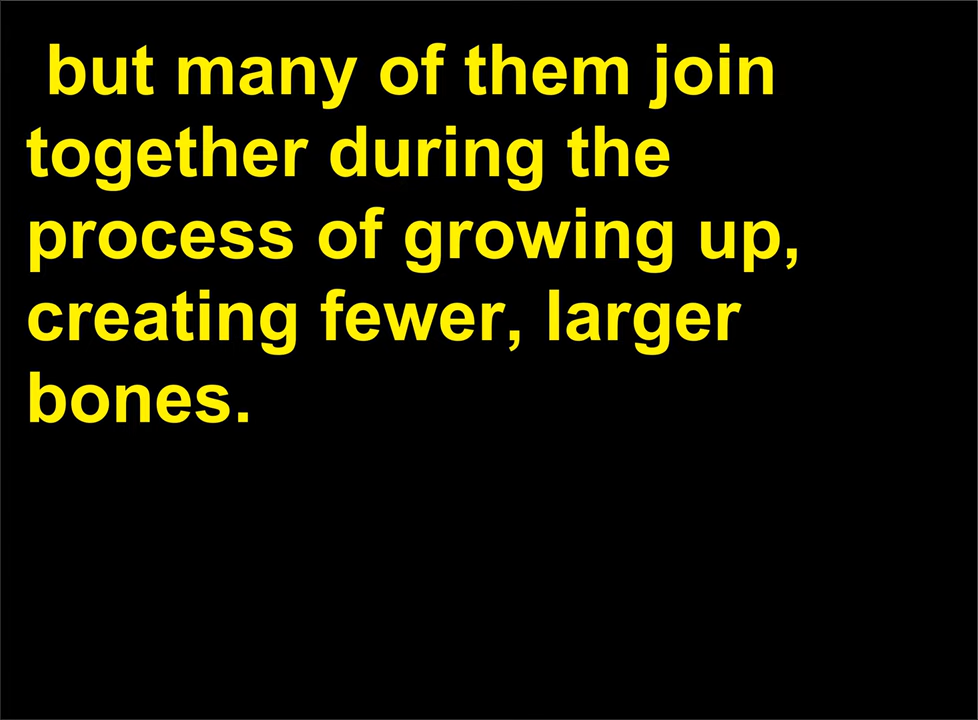 but many of them join
together during the
process of growing up,
creating fewer, larger
bones.